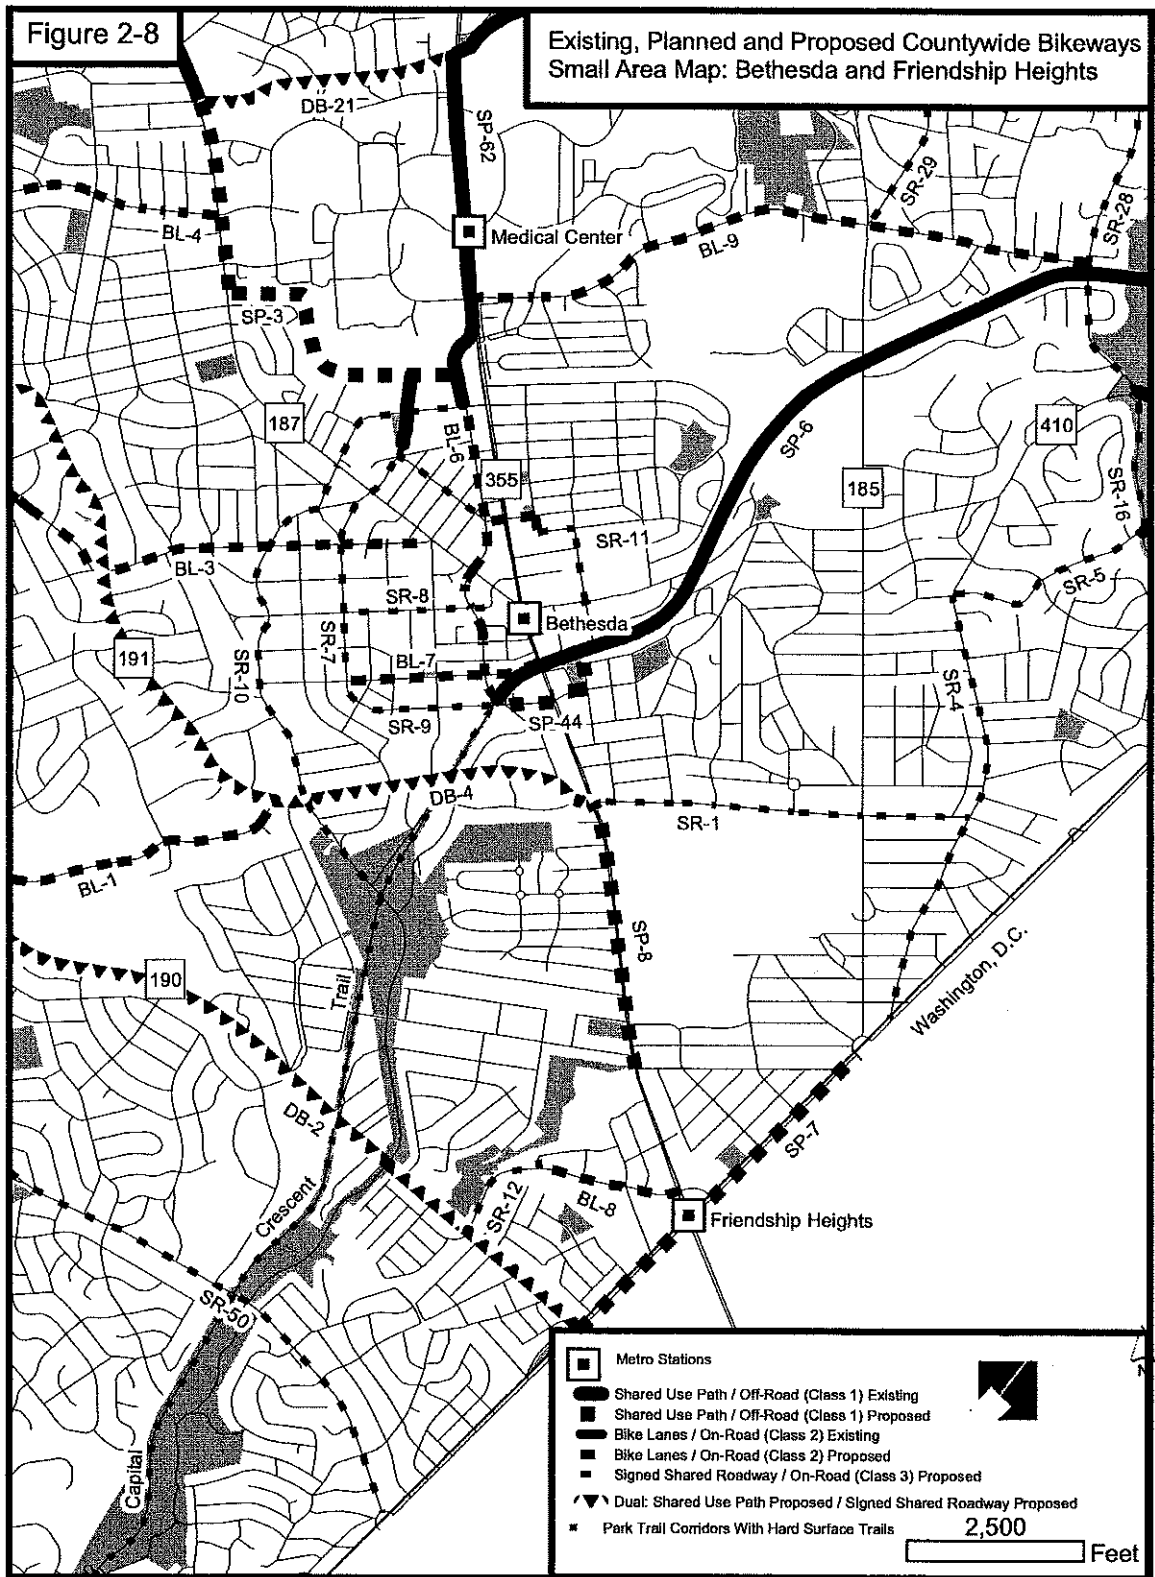 Figure 2-8
Existing, Planned and Proposed Countywide Bikeways
Small Area Map: Bethesda and Friendship Heights
DB-21
SP-62
SR-29
SR-28
BL-4
Medical Center
BL-9
SP-3
187
BL-6
SP-6
410
355
185
SR-16
SR-11
BL-3
SR-5
SR-8
Bethesda
SR-7
191
SR-10
BL-7
SR-4
SR-9
SP-44
DB-4
SR-1
BL-1
SP-8
190
Trail
Washington, D.C.
DB-2
SP-7
Crescent
SR-12
BL-8
Friendship Heights
SR-50
Capital
Metro Stations
Shared Use Path / Off-Road (Class 1) Existing
Shared Use Path / Off-Road (Class 1) Proposed
Bike Lanes / On-Road (Class 2) Existing
Bike Lanes / On-Road (Class 2) Proposed
Signed Shared Roadway / On-Road (Class 3) Proposed
Dual: Shared Use Path Proposed / Signed Shared Roadway Proposed
Park Trail Corridors With Hard Surface Trails
2,500
Feet